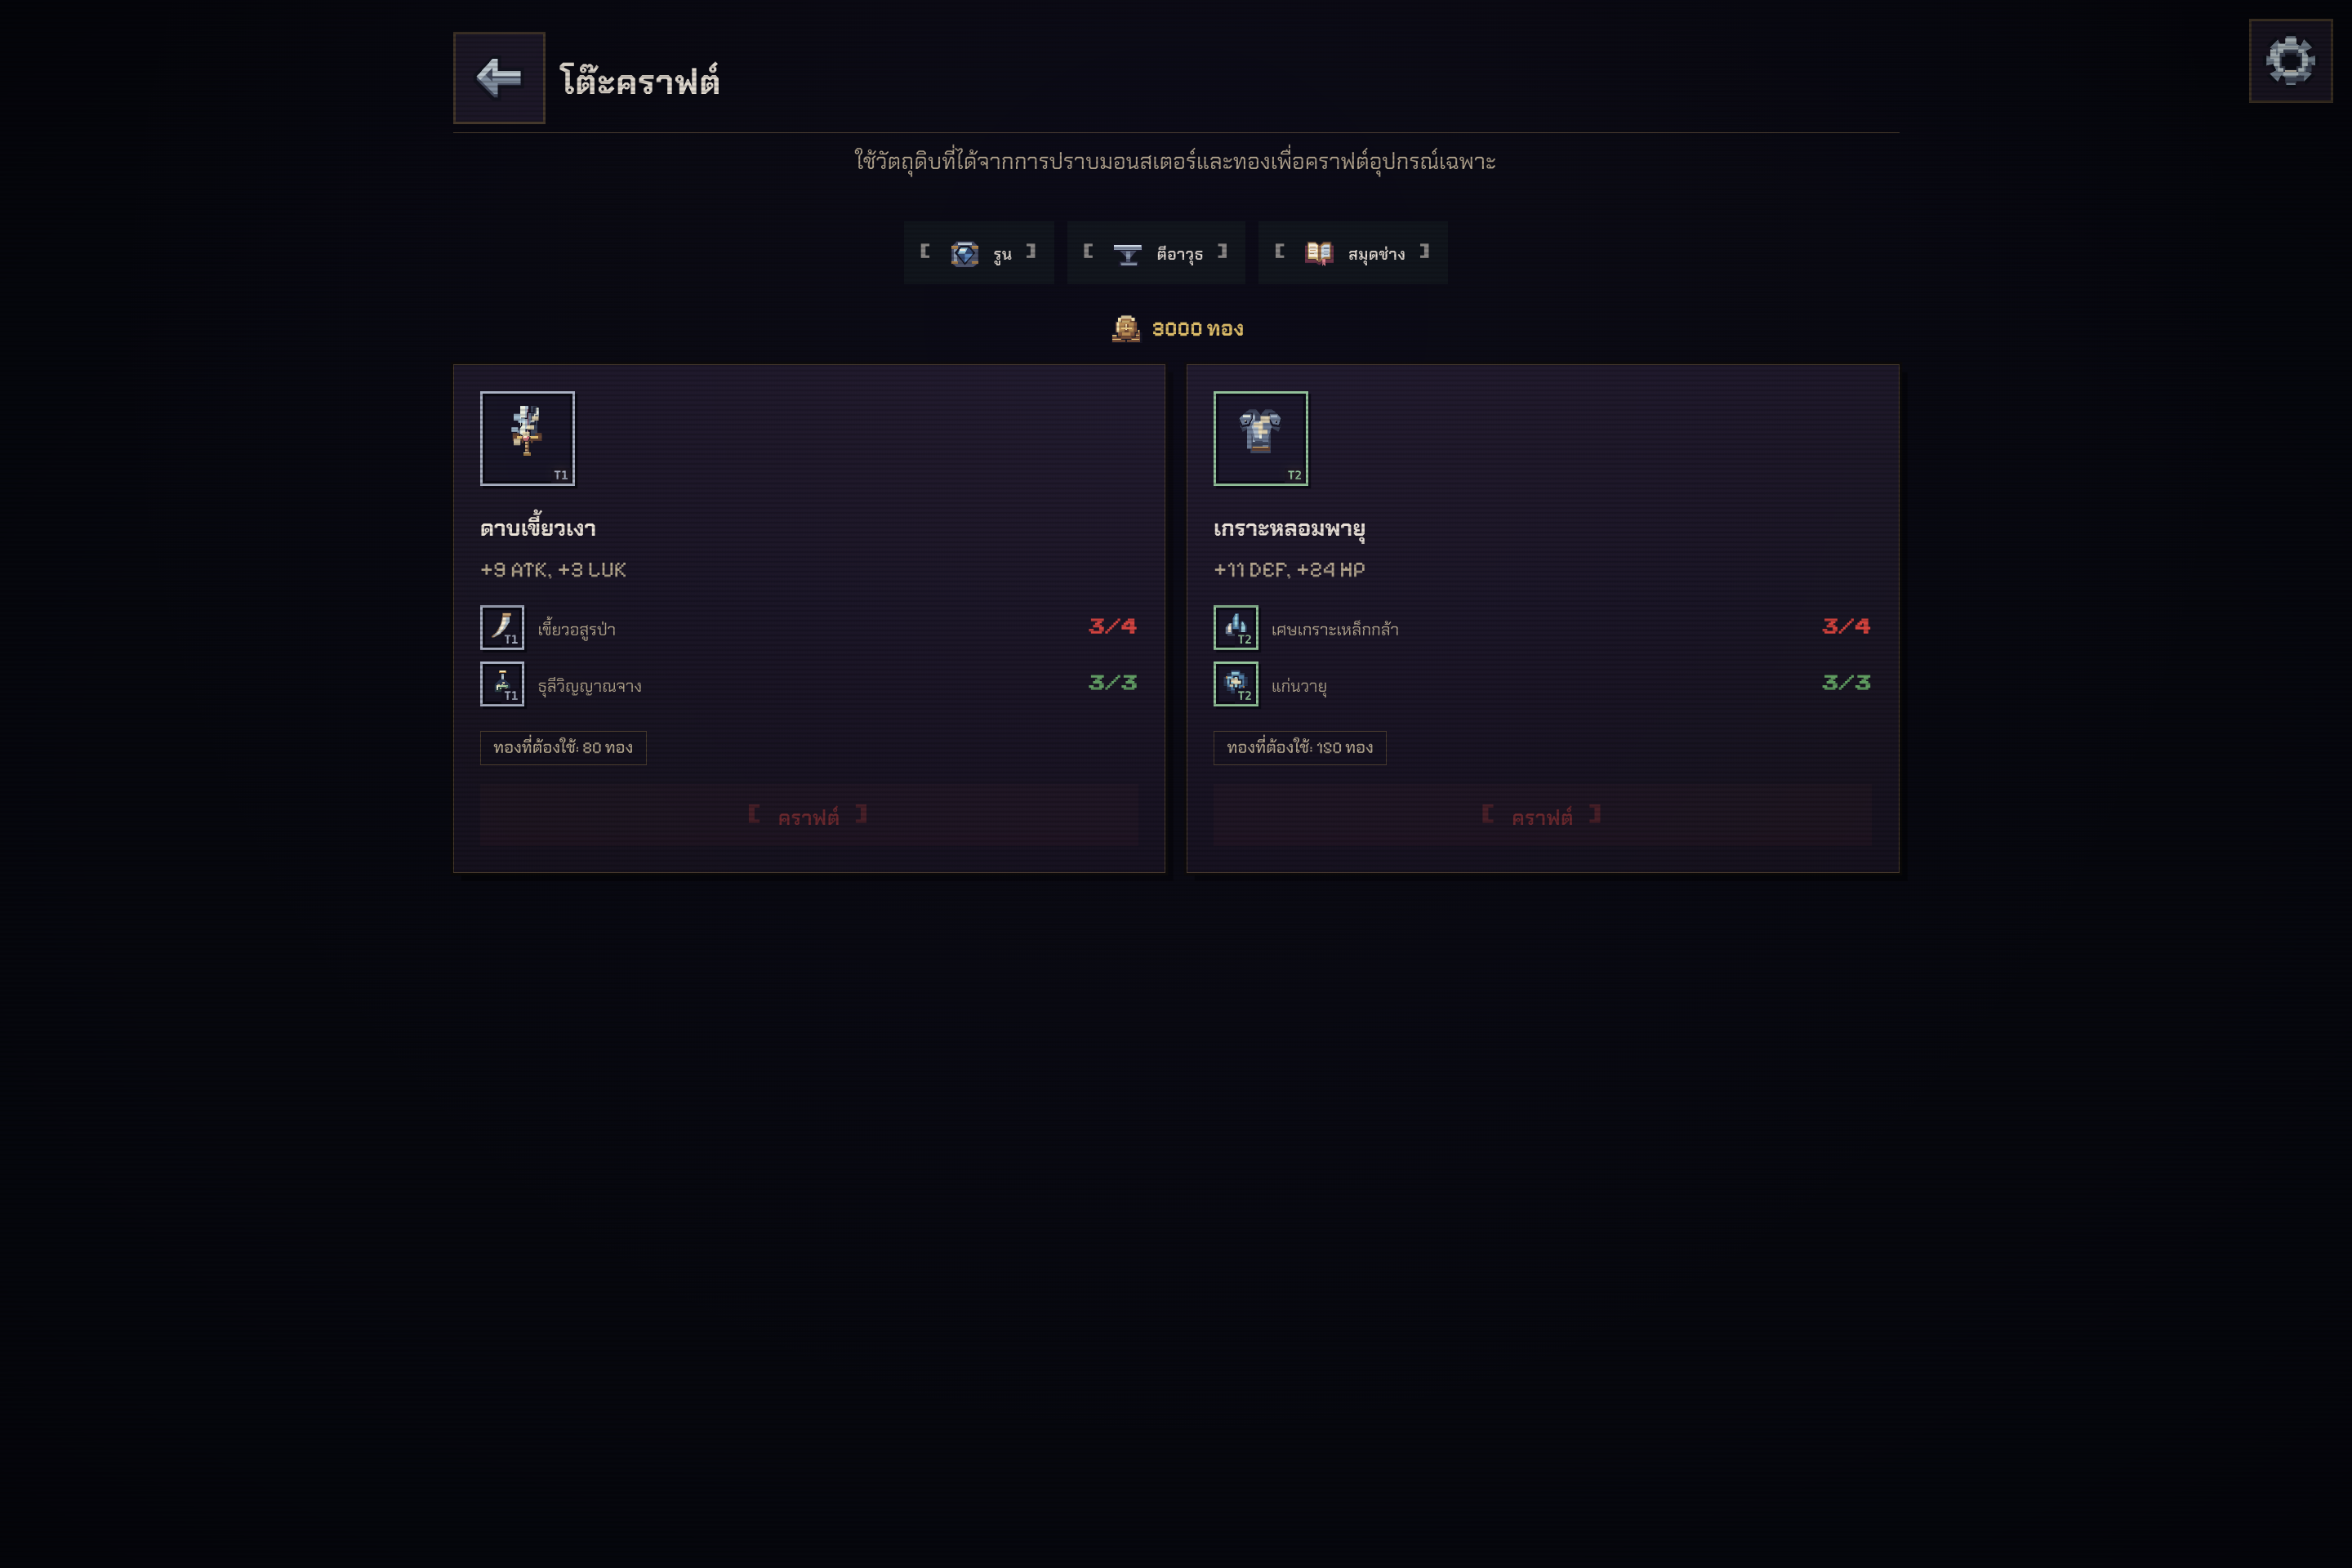 โต๊ะคราฟต์
ใช้วัตถุดิบที่ได้จากการปราบมอนสเตอร์และทองเพื่อคราฟต์อุปกรณ์เฉพาะ
[ รูน ] [ ตีอาวุธ ] [ สมุดช่าง ]
3000 ทอง
T1
ดาบเขี้ยวเงา
+9 ATK, +3 LUK
T1 เขี้ยวอสูรป่า 3/4
T1 ธุลีวิญญาณจาง 3/3
ทองที่ต้องใช้: 80 ทอง
[ คราฟต์ ]
T2
เกราะหลอมพายุ
+11 DEF, +24 HP
T2 เศษเกราะเหล็กกล้า 3/4
T2 แก่นวายุ 3/3
ทองที่ต้องใช้: 180 ทอง
[ คราฟต์ ]